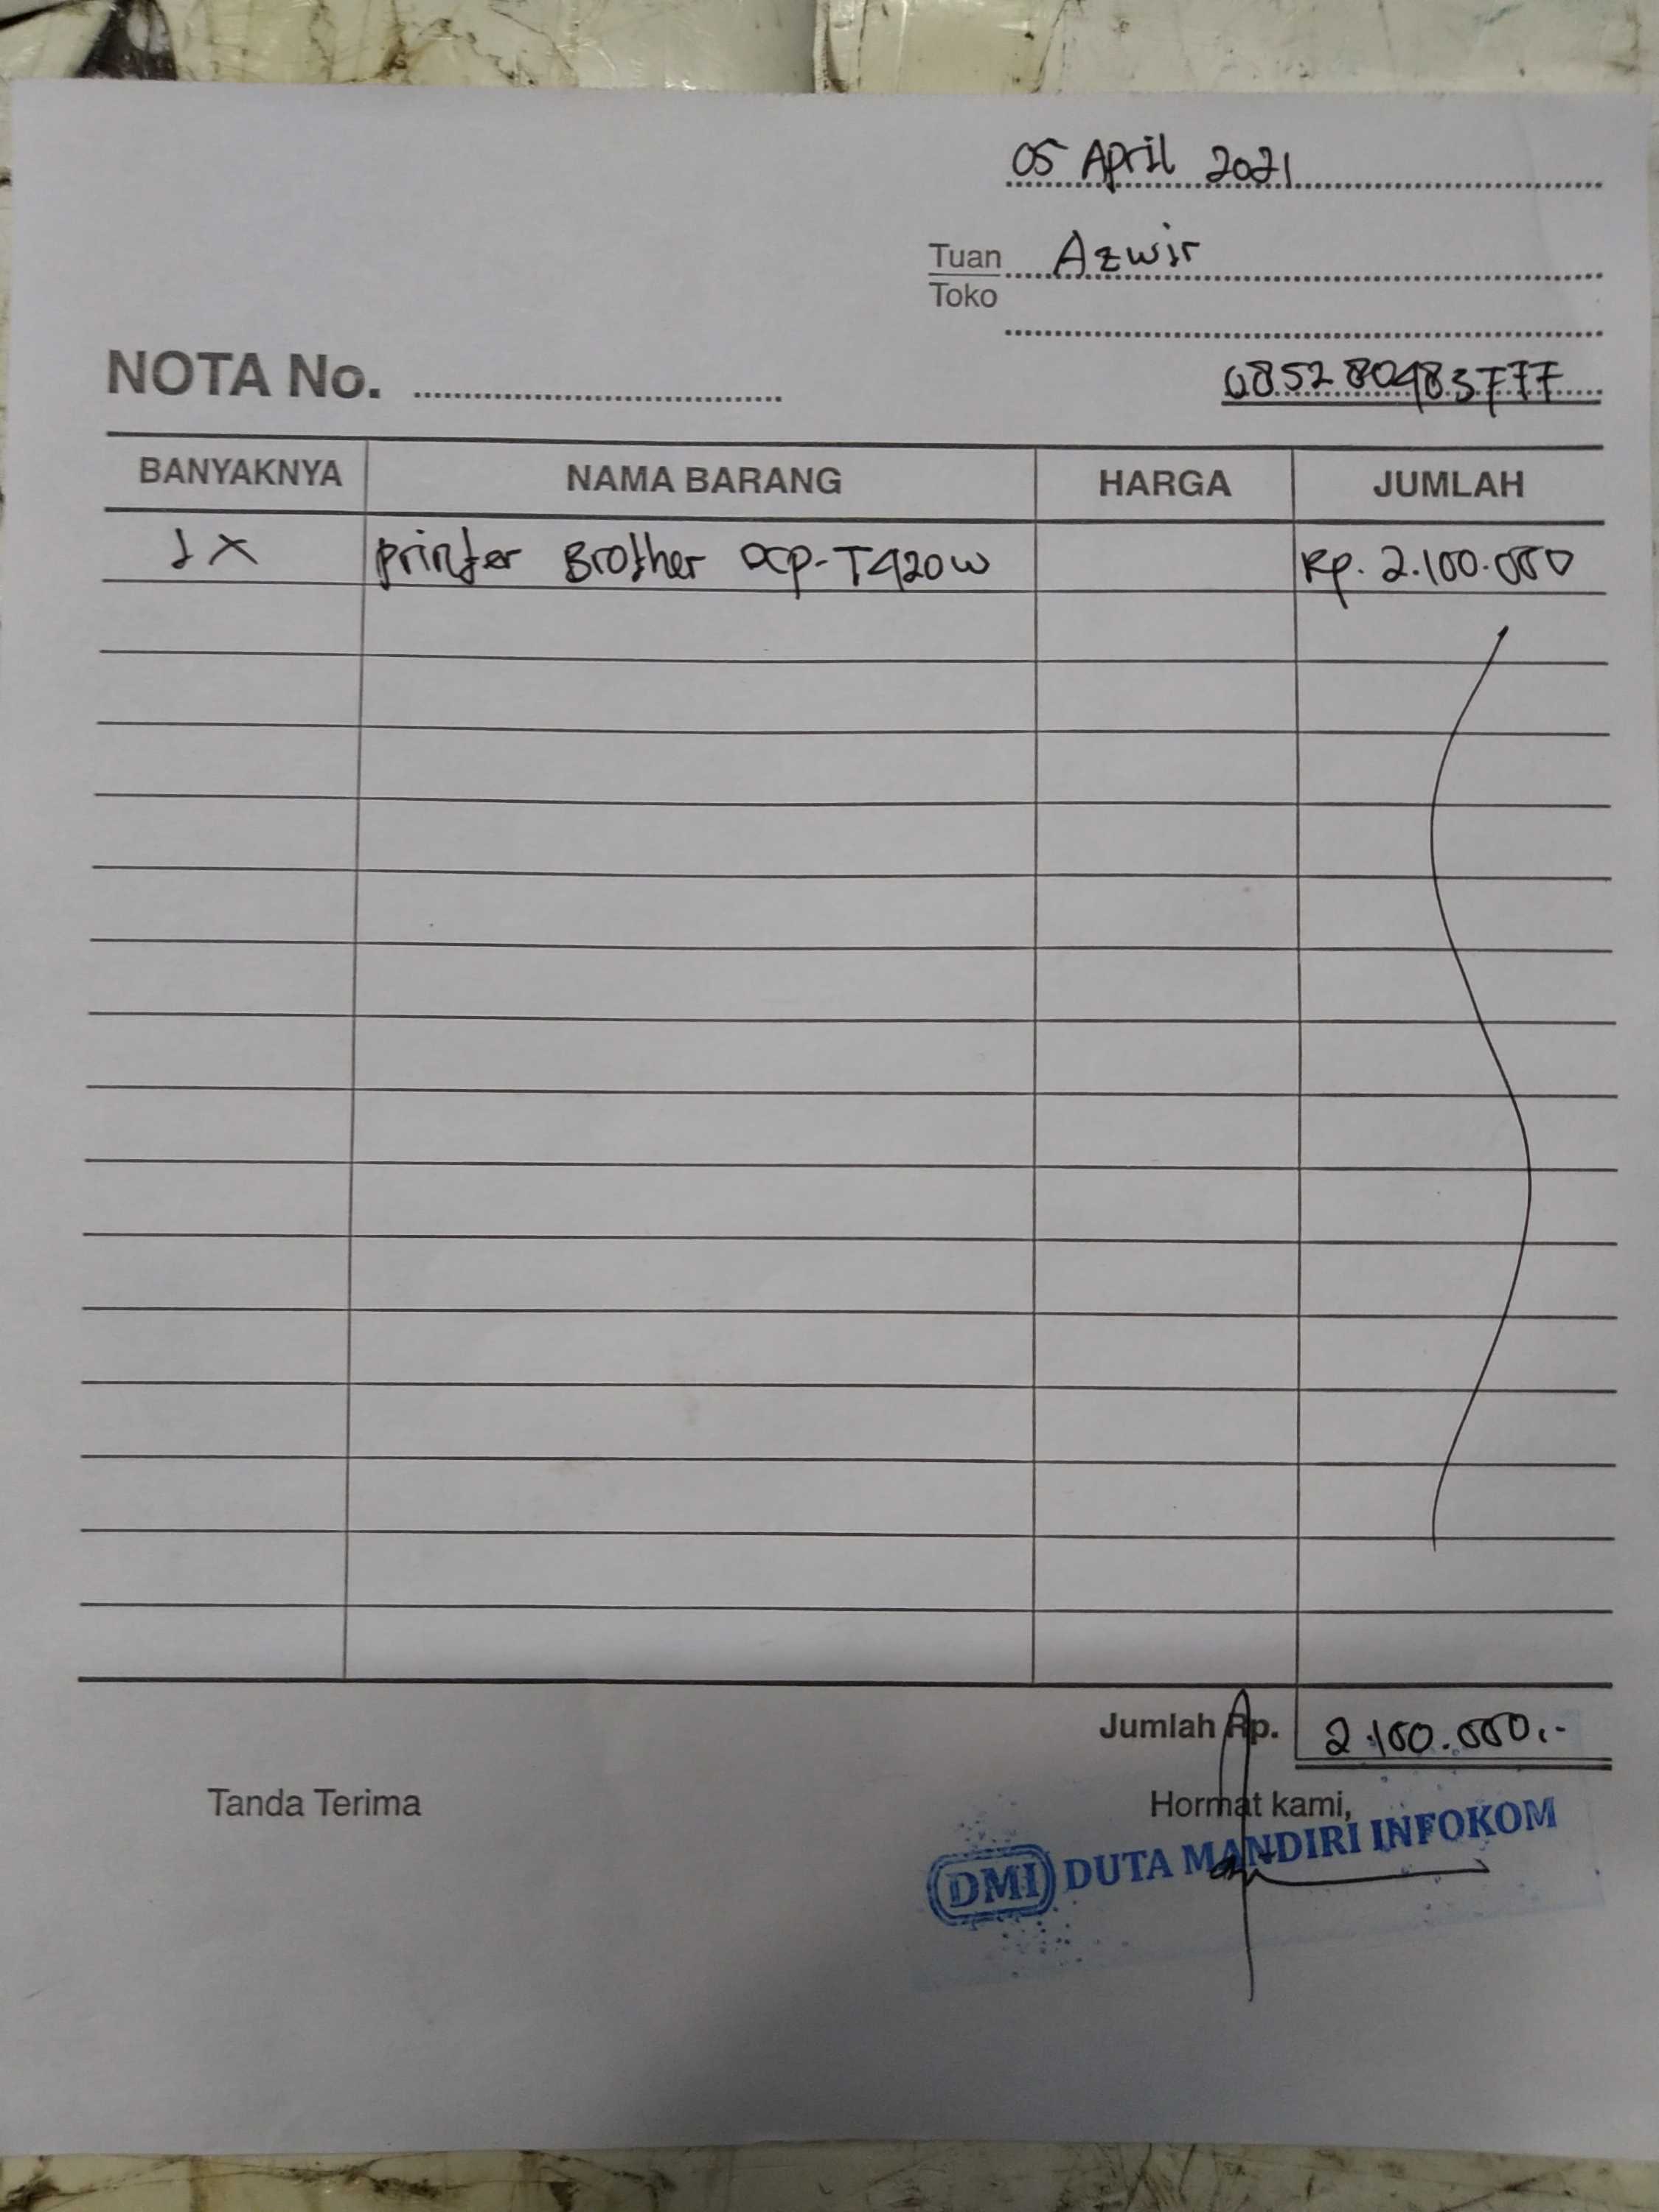 05 April 2021
Tuan Azwir
Toko
NOTA No. ....................
085280483777
BANYAKNYA NAMA BARANG HARGA JUMLAH
1 X printer Brother DCP-T420W Rp. 2.100.000
Jumlah Rp. 2.100.000,-
Tanda Terima Hormat kami,
DMI DUTA MANDIRI INFOKOM